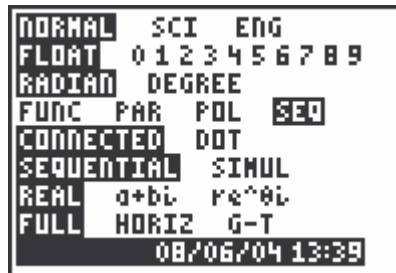 NORMAL SCI ENG
FLOAT 0 1 2 3 4 5 6 7 8 9
RADIAN DEGREE
FUNC PAR POL SEQ
CONNECTED DOT
SEQUENTIAL SIMUL
REAL a+bi re^θi
FULL HORIZ G-T
08/06/04 13:39